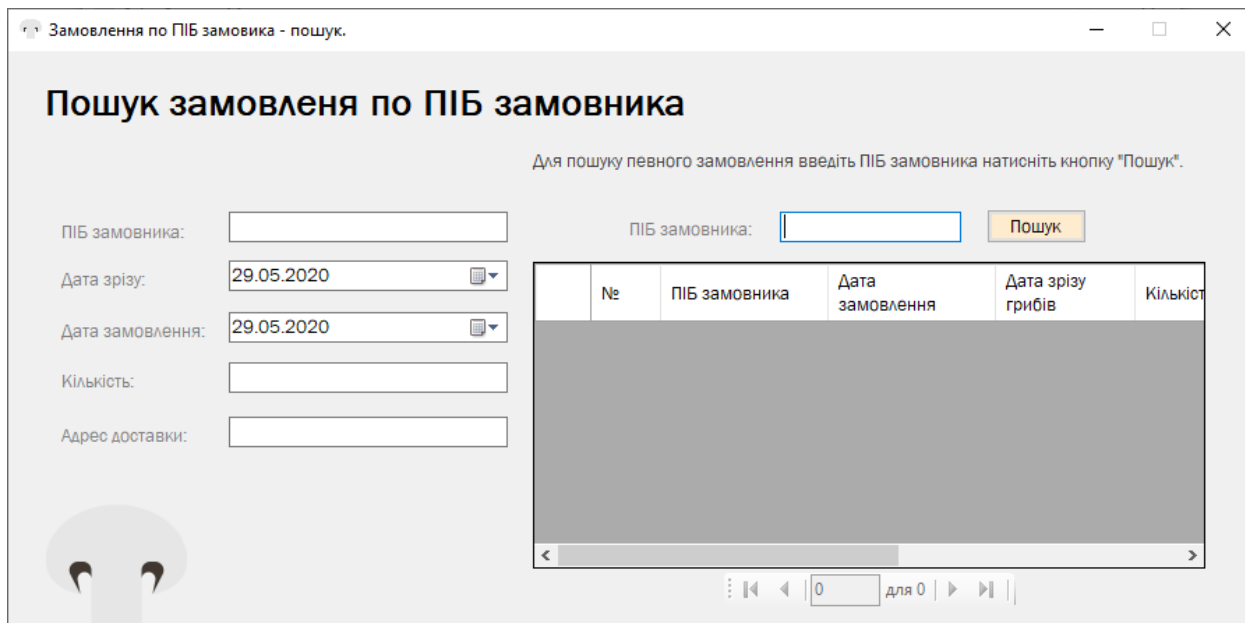 Замовлення по ПІБ замовика - пошук.
Пошук замовленя по ПІБ замовника
Для пошуку певного замовлення введіть ПІБ замовника натисніть кнопку "Пошук".
ПІБ замовника:
Дата зрізу: 29.05.2020
Дата замовлення: 29.05.2020
Кількість:
Адрес доставки:
ПІБ замовника: Пошук
№ ПІБ замовника Дата замовлення Дата зрізу грибів Кількіст
0 для 0